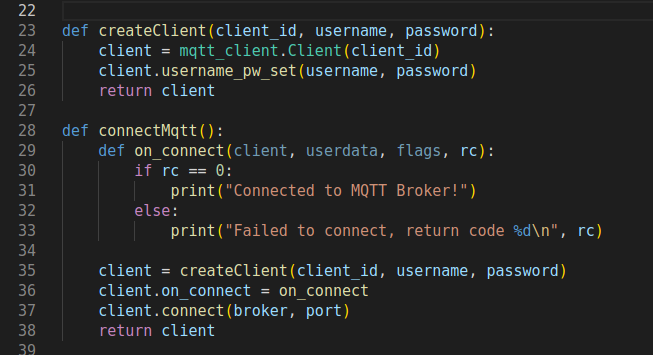 22
23 def createClient(client_id, username, password):
24     client = mqtt_client.Client(client_id)
25     client.username_pw_set(username, password)
26     return client
27
28 def connectMqtt():
29     def on_connect(client, userdata, flags, rc):
30         if rc == 0:
31             print("Connected to MQTT Broker!")
32         else:
33             print("Failed to connect, return code %d\n", rc)
34
35     client = createClient(client_id, username, password)
36     client.on_connect = on_connect
37     client.connect(broker, port)
38     return client
39